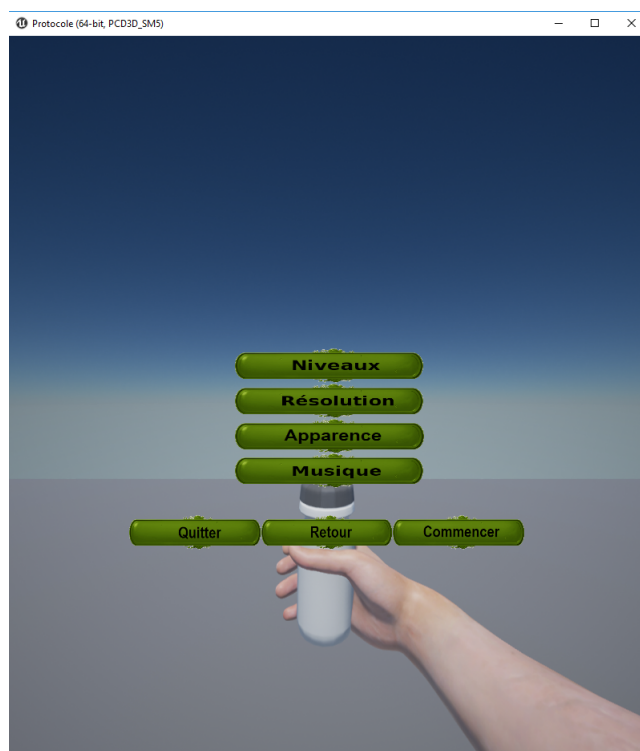 Protocole (64-bit, PCD3D_SM5)
Niveaux
Résolution
Apparence
Musique
Quitter Retour Commencer